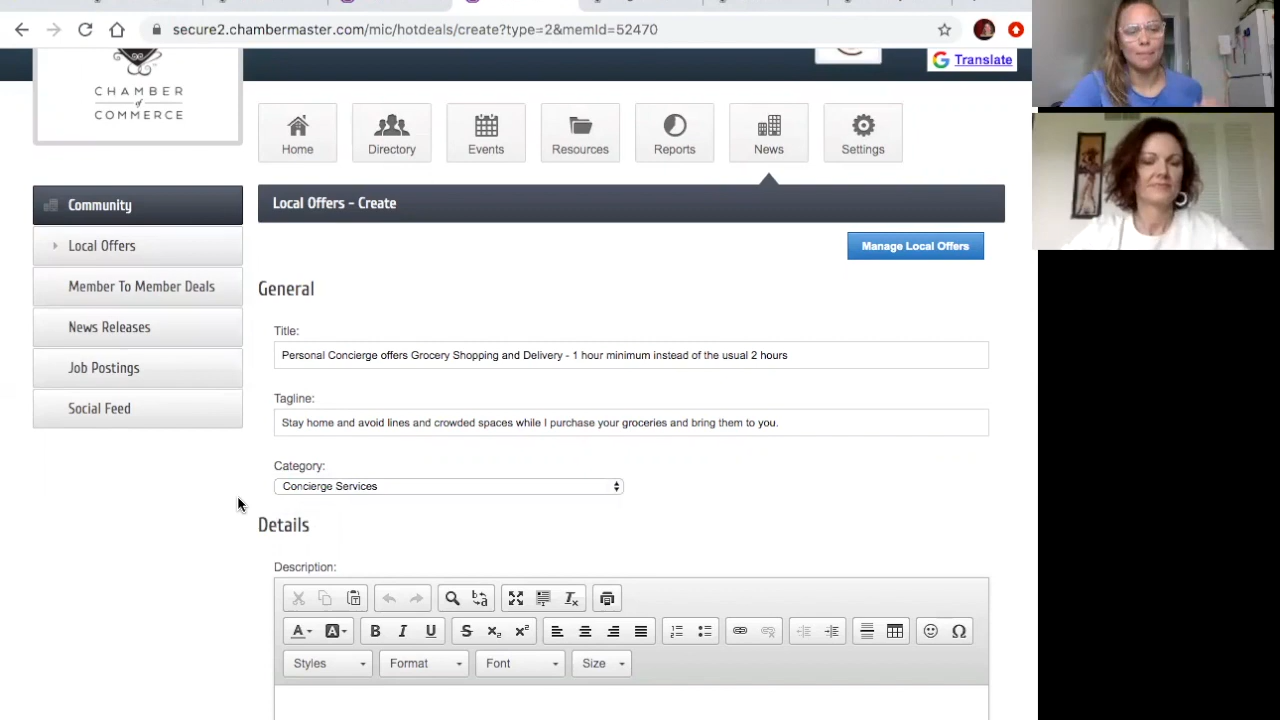 secure2.chambermaster.com/mic/hotdeals/create?type=2&memId=52470
Translate
CHAMBER
of
COMMERCE
Home
Directory
Events
Resources
Reports
News
Settings
Community
Local Offers
Member To Member Deals
News Releases
Job Postings
Social Feed
Local Offers - Create
Manage Local Offers
General
Title:
Personal Concierge offers Grocery Shopping and Delivery - 1 hour minimum instead of the usual 2 hours
Tagline:
Stay home and avoid lines and crowded spaces while I purchase your groceries and bring them to you.
Category:
Concierge Services
Details
Description:
Styles
Format
Font
Size